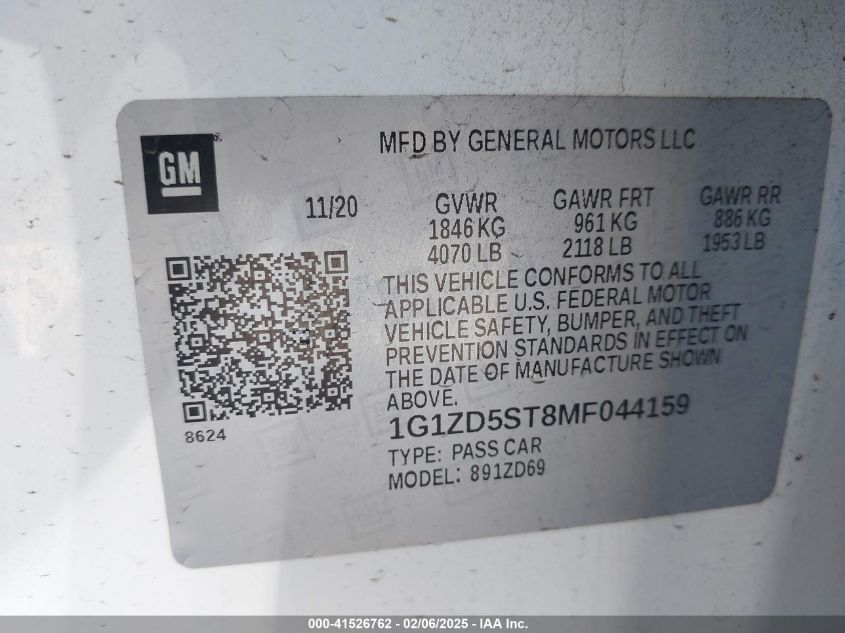 GM
MFD BY GENERAL MOTORS LLC
11/20
GVWR GAWR FRT GAWR RR
1846 KG 961 KG 886 KG
4070 LB 2118 LB 1953 LB
THIS VEHICLE CONFORMS TO ALL
APPLICABLE U.S. FEDERAL MOTOR
VEHICLE SAFETY, BUMPER, AND THEFT
PREVENTION STANDARDS IN EFFECT ON
THE DATE OF MANUFACTURE SHOWN
ABOVE.
8624
1G1ZD5ST8MF044159
TYPE: PASS CAR
MODEL: 891ZD69
000-41526762 - 02/06/2025 - IAAI Inc.